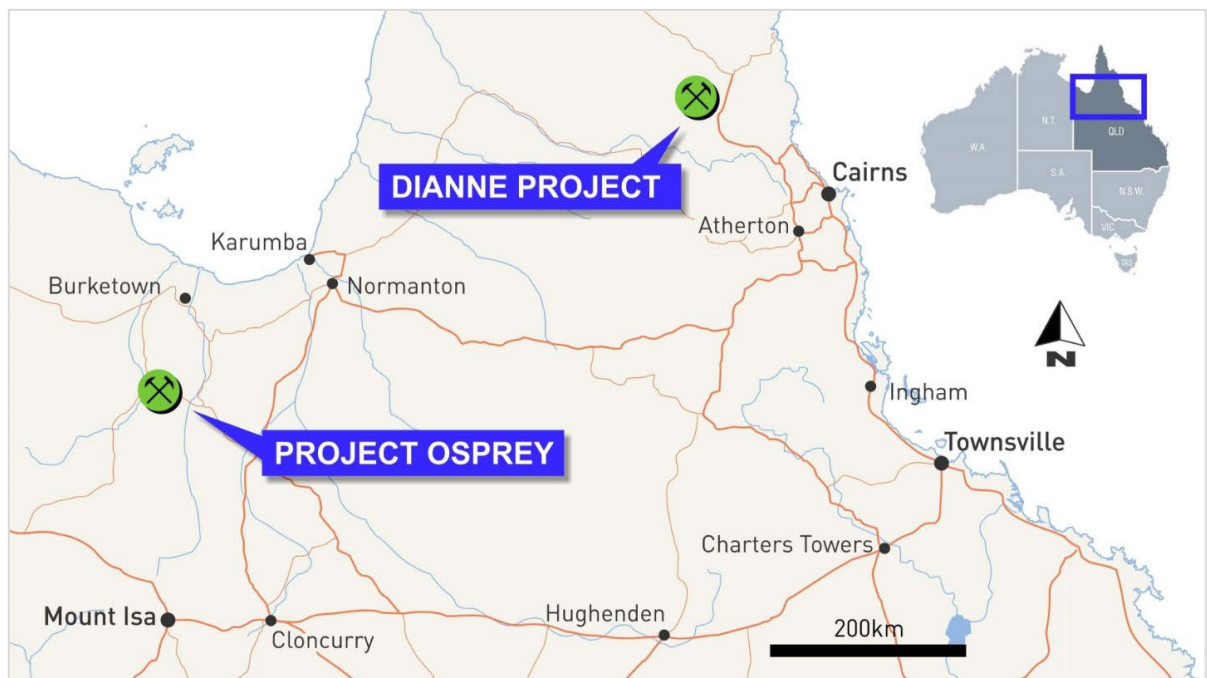 DIANNE PROJECT
Cairns
Atherton
Karumba
Burketown
Normanton
PROJECT OSPREY
Ingham
Townsville
Charters Towers
Mount Isa
Cloncurry
Hughenden
200km
N.T.
QLD
W.A.
S.A.
N.S.W.
VIC
TAS
N